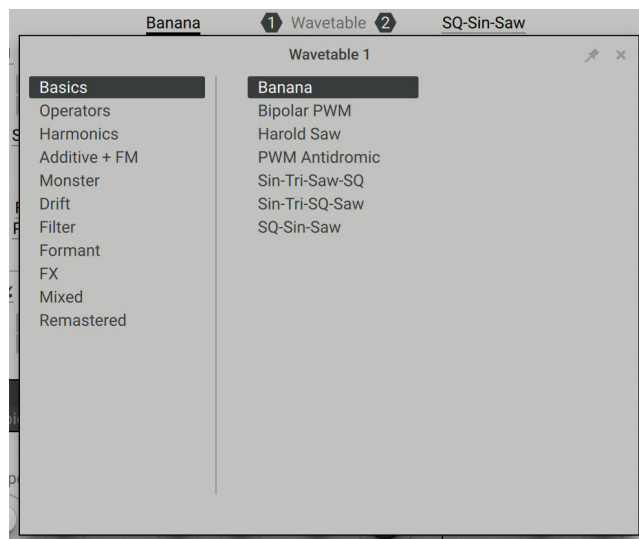 Banana 1 Wavetable 2 SQ-Sin-Saw
Wavetable 1
Basics
Operators
Harmonics
Additive + FM
Monster
Drift
Filter
Formant
FX
Mixed
Remastered
Banana
Bipolar PWM
Harold Saw
PWM Antidromic
Sin-Tri-Saw-SQ
Sin-Tri-SQ-Saw
SQ-Sin-Saw